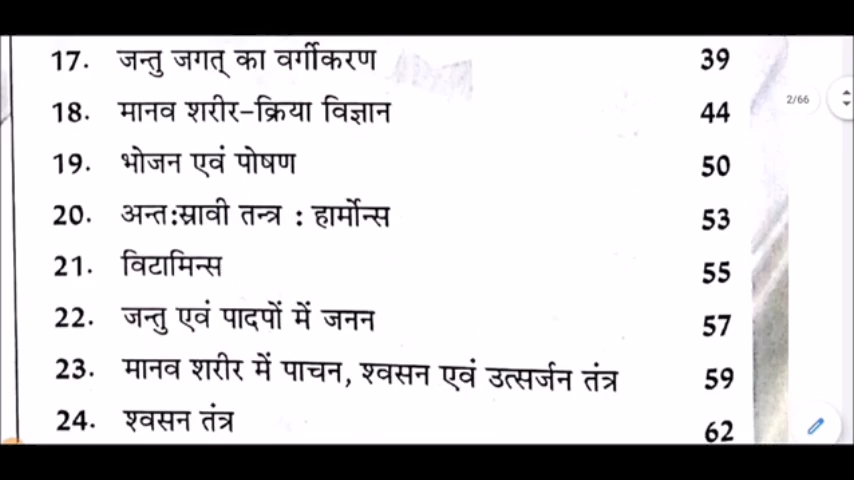 17. जन्तु जगत् का वर्गीकरण 39
2/66
18. मानव शरीर-क्रिया विज्ञान 44
19. भोजन एवं पोषण 50
20. अन्त:स्रावी तन्त्र : हार्मोन्स 53
21. विटामिन्स 55
22. जन्तु एवं पादपों में जनन 57
23. मानव शरीर में पाचन, श्वसन एवं उत्सर्जन तंत्र 59
24. श्वसन तंत्र 62